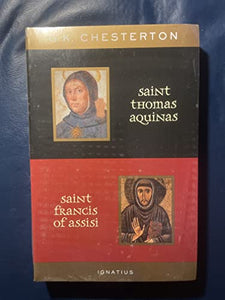 K. CHESTERTON
saint
thomas
aquinas
saint
francis
of assisi
IGNATIUS